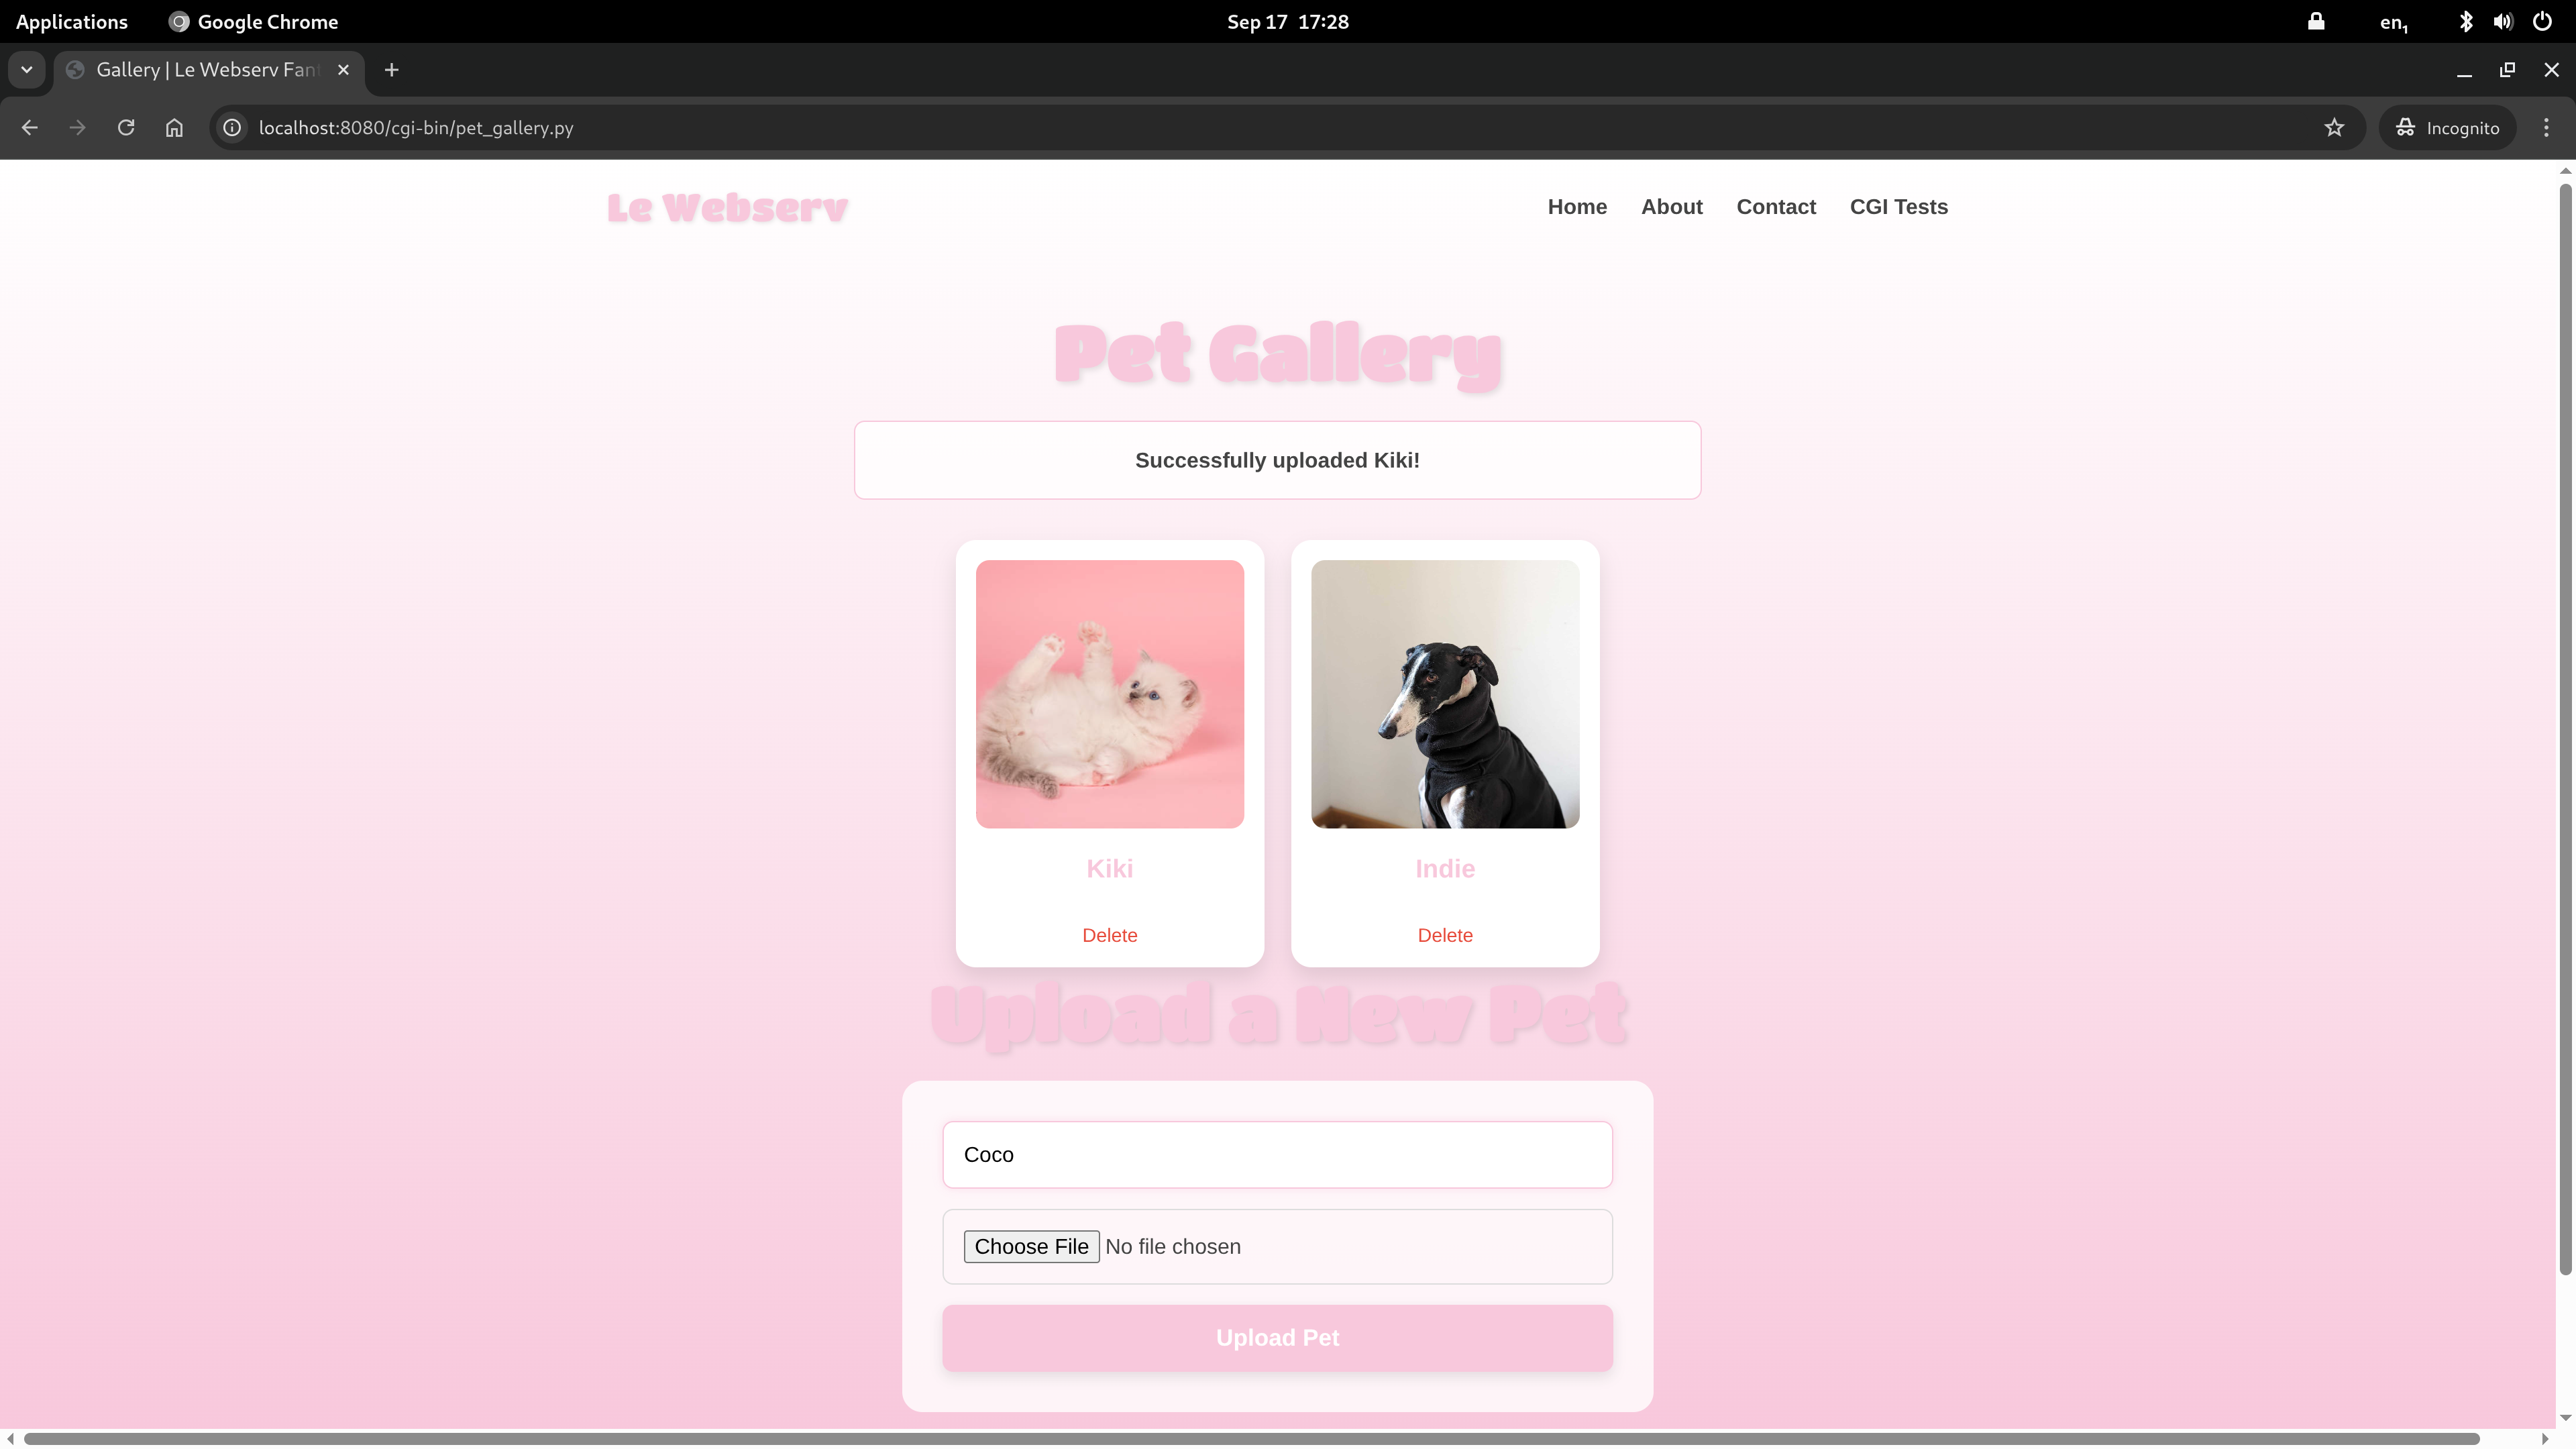 Applications Google Chrome Sep 17 17:28 en1
Gallery | Le Webserv Fan
localhost:8080/cgi-bin/pet_gallery.py Incognito
Le Webserv Home About Contact CGI Tests
Pet Gallery
Successfully uploaded Kiki!
Kiki Indie
Delete Delete
Upload a New Pet
Coco
Choose File No file chosen
Upload Pet